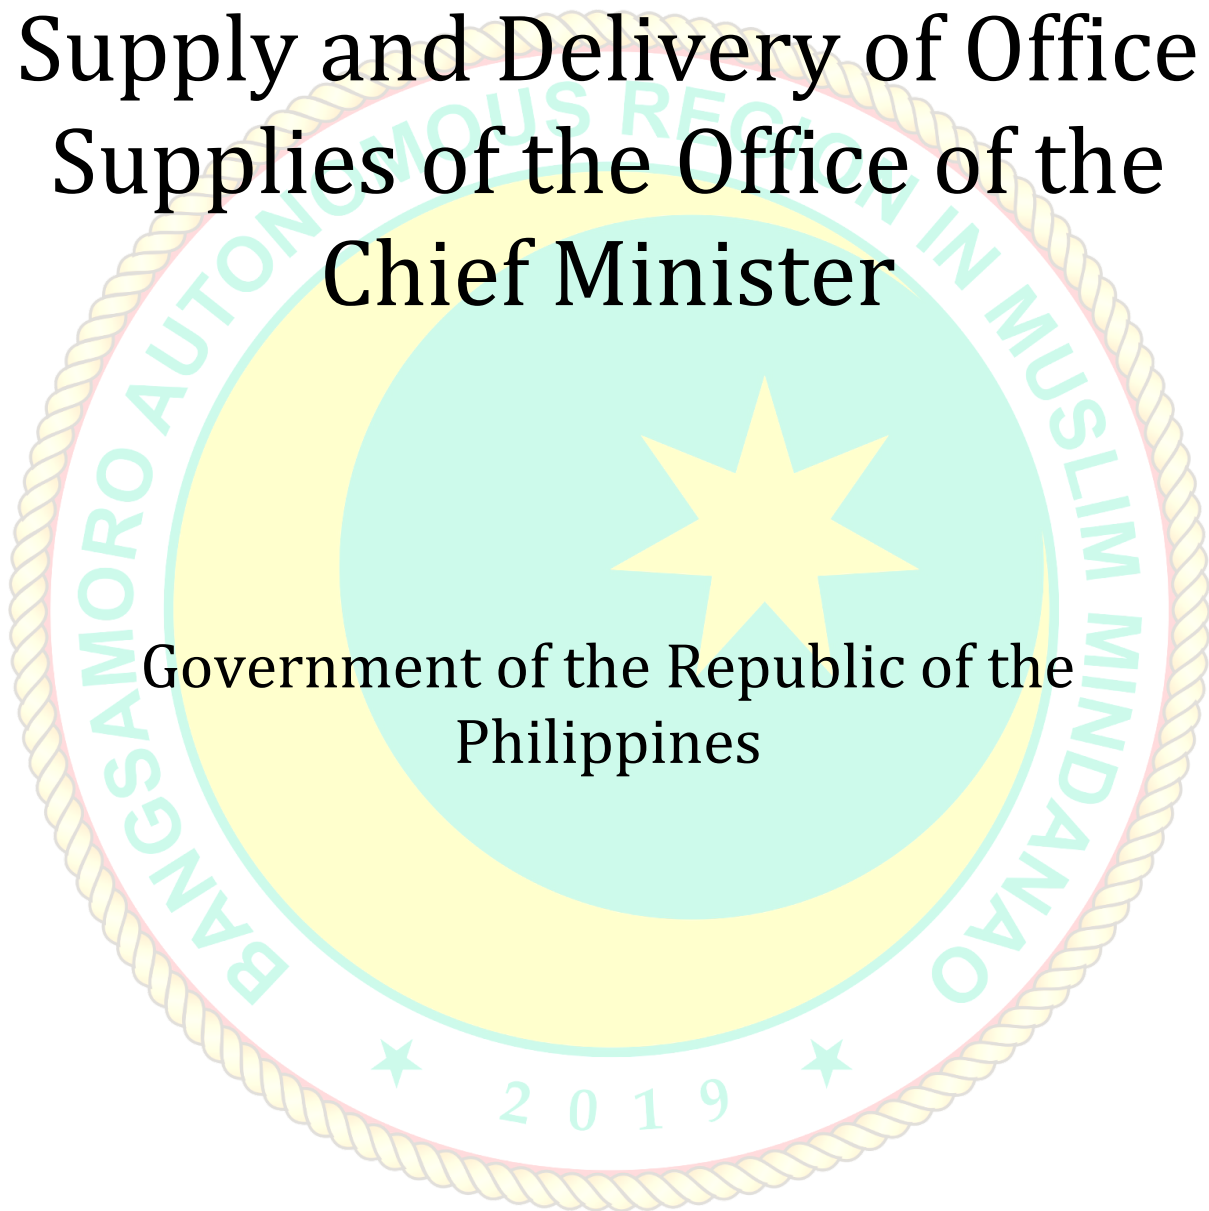 Supply and Delivery of Office
Supplies of the Office of the
Chief Minister
Government of the Republic of the
Philippines
BANGSAMORO AUTONOMOUS REGION IN MUSLIM MINDANAO
2019